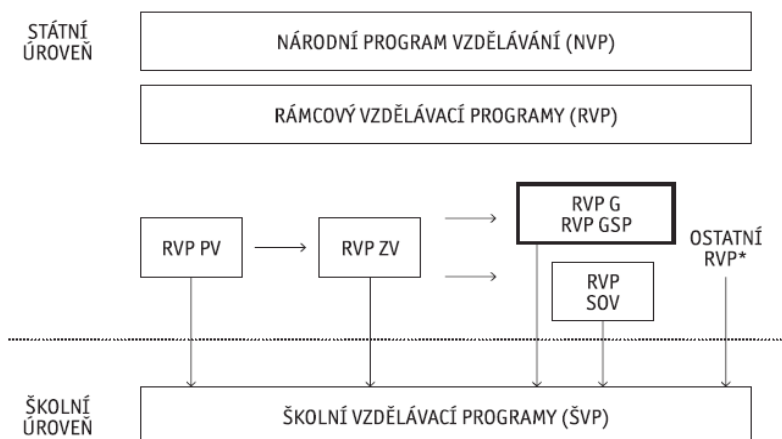 STÁTNÍ
ÚROVEŇ
NÁRODNÍ PROGRAM VZDĚLÁVÁNÍ (NVP)
RÁMCOVÝ VZDĚLÁVACÍ PROGRAMY (RVP)
RVP PV
RVP ZV
RVP G
RVP GSP
RVP
SOV
OSTATNÍ
RVP*
ŠKOLNÍ
ÚROVEŇ
ŠKOLNÍ VZDĚLÁVACÍ PROGRAMY (ŠVP)